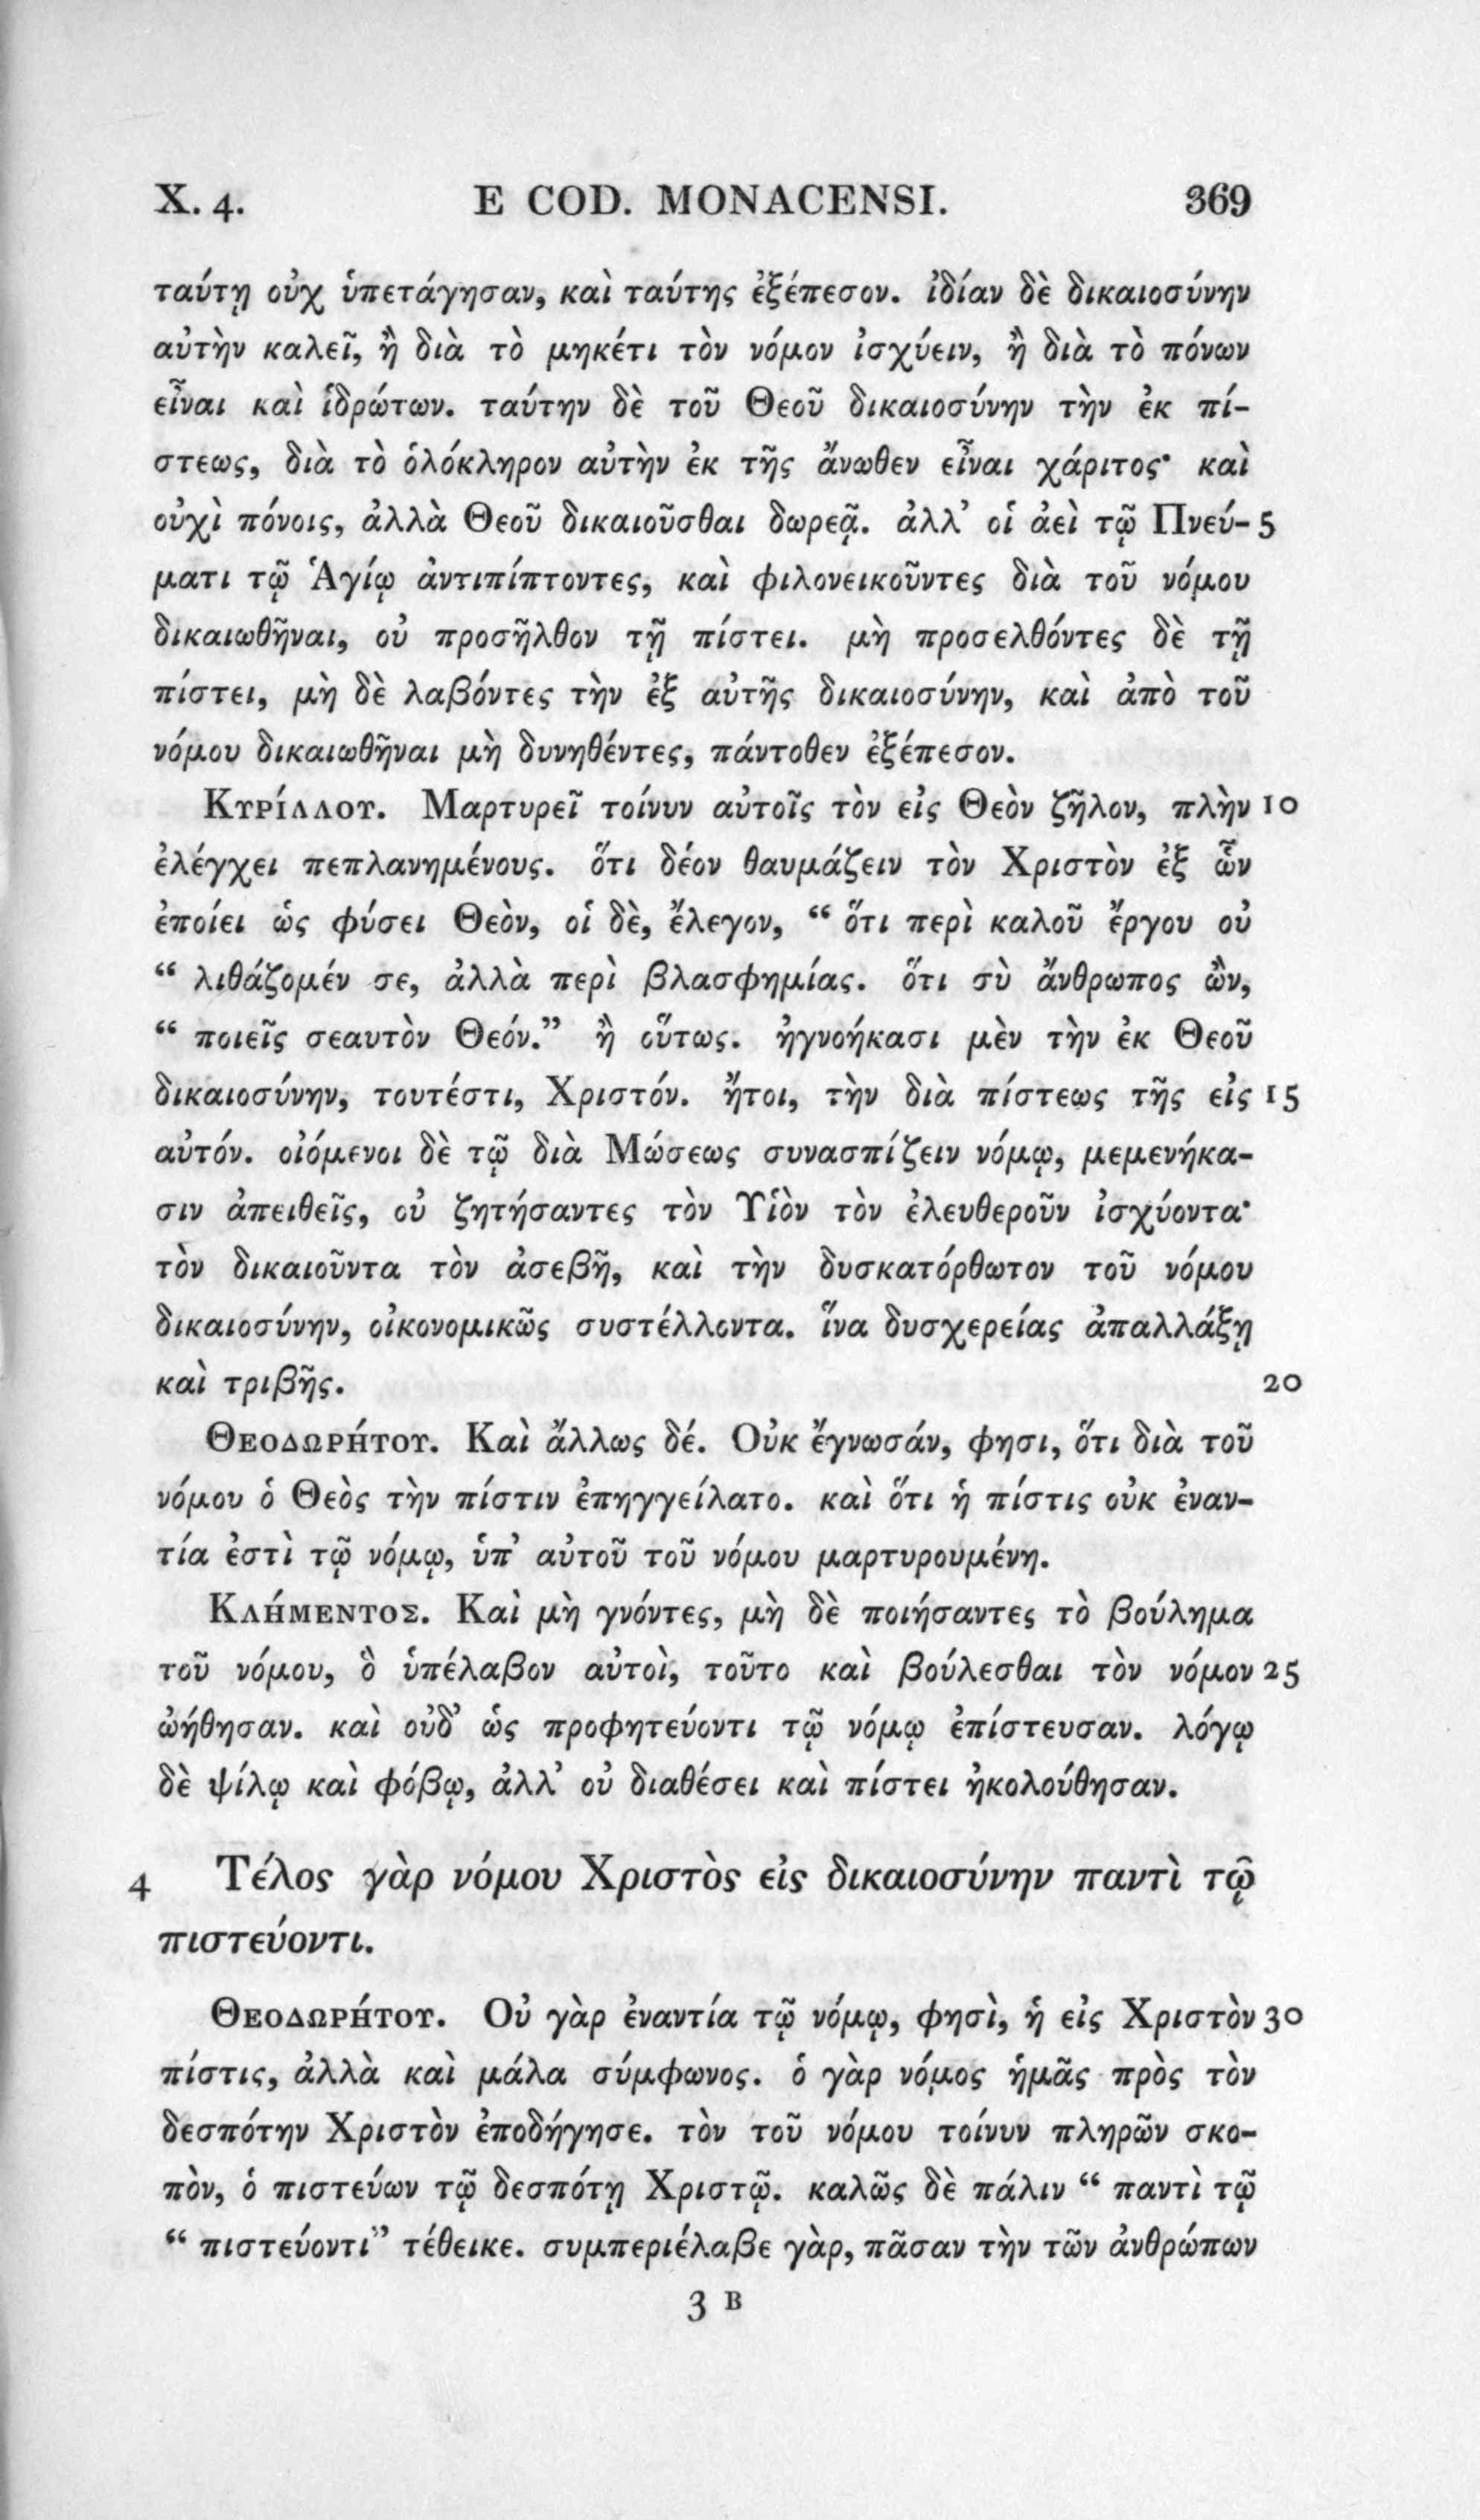 X. 4. E COD. MONACENSI. 369
ταύτῃ οὐχ ὑπετάγησαν, καὶ ταύτης ἐξέπεσον. ἰδίαν δὲ δικαιοσύνην
αὐτὴν καλεῖ, ἢ διὰ τὸ μηκέτι τὸν νόμον ἰσχύειν, ἢ διὰ τὸ πόνων
εἶναι καὶ ἱδρώτων. ταύτην δὲ τοῦ Θεοῦ δικαιοσύνην τὴν ἐκ πί-
στεως, διὰ τὸ ὁλόκληρον αὐτὴν ἐκ τῆς ἄνωθεν εἶναι χάριτος· καὶ
οὐχὶ πόνοις, ἀλλὰ Θεοῦ δικαιοῦσθαι δωρεᾷ. ἀλλ’ οἱ ἀεὶ τῷ Πνεύ- 5
ματι τῷ Ἁγίῳ ἀντιπίπτοντες, καὶ φιλονεικοῦντες διὰ τοῦ νόμου
δικαιωθῆναι, οὐ προσῆλθον τῇ πίστει. μὴ προσελθόντες δὲ τῇ
πίστει, μὴ δὲ λαβόντες τὴν ἐξ αὐτῆς δικαιοσύνην, καὶ ἀπὸ τοῦ
νόμου δικαιωθῆναι μὴ δυνηθέντες, πάντοθεν ἐξέπεσον.
ΚΥΡΊΛΛΟΥ. Μαρτυρεῖ τοίνυν αὐτοῖς τὸν εἰς Θεὸν ζῆλον, πλὴν 10
ἐλέγχει πεπλανημένους. ὅτι δέον θαυμάζειν τὸν Χριστὸν ἐξ ὧν
ἐποίει ὡς φύσει Θεὸν, οἱ δὲ, ἔλεγον, “ ὅτι περὶ καλοῦ ἔργου οὐ
“ λιθάζομέν σε, ἀλλὰ περὶ βλασφημίας. ὅτι σὺ ἄνθρωπος ὢν,
“ ποιεῖς σεαυτὸν Θεόν.” ἢ οὕτως. ἠγνοήκασι μὲν τὴν ἐκ Θεοῦ
δικαιοσύνην, τουτέστι, Χριστόν. ἤτοι, τὴν διὰ πίστεως τῆς εἰς 15
αὐτόν. οἰόμενοι δὲ τῷ διὰ Μώσεως συνασπίζειν νόμῳ, μεμενήκα-
σιν ἀπειθεῖς, οὐ ζητήσαντες τὸν Υἱὸν τὸν ἐλευθεροῦν ἰσχύοντα·
τὸν δικαιοῦντα τὸν ἀσεβῆ, καὶ τὴν δυσκατόρθωτον τοῦ νόμου
δικαιοσύνην, οἰκονομικῶς συστέλλοντα. ἵνα δυσχερείας ἀπαλλάξῃ
καὶ τριβῆς. 20
ΘΕΟΔΩΡΉΤΟΥ. Καὶ ἄλλως δέ. Οὐκ ἔγνωσάν, φησι, ὅτι διὰ τοῦ
νόμου ὁ Θεὸς τὴν πίστιν ἐπηγγείλατο. καὶ ὅτι ἡ πίστις οὐκ ἐναν-
τία ἐστὶ τῷ νόμῳ, ὑπ’ αὐτοῦ τοῦ νόμου μαρτυρουμένη.
ΚΛΉΜΕΝΤΟΣ. Καὶ μὴ γνόντες, μὴ δὲ ποιήσαντες τὸ βούλημα
τοῦ νόμου, ὃ ὑπέλαβον αὐτοὶ, τοῦτο καὶ βούλεσθαι τὸν νόμον 25
ὠήθησαν. καὶ οὐδ’ ὡς προφητεύοντι τῷ νόμῳ ἐπίστευσαν. λόγῳ
δὲ ψίλῳ καὶ φόβῳ, ἀλλ’ οὐ διαθέσει καὶ πίστει ἠκολούθησαν.
4 Τέλος γὰρ νόμου Χριστὸς εἰς δικαιοσύνην παντὶ τῷ
πιστεύοντι.
ΘΕΟΔΩΡΉΤΟΥ. Οὐ γὰρ ἐναντία τῷ νόμῳ, φησὶ, ἡ εἰς Χριστὸν 30
πίστις, ἀλλὰ καὶ μάλα σύμφωνος. ὁ γὰρ νόμος ἡμᾶς πρὸς τὸν
δεσπότην Χριστὸν ἐποδήγησε. τὸν τοῦ νόμου τοίνυν πληρῶν σκο-
πὸν, ὁ πιστεύων τῷ δεσπότῃ Χριστῷ. καλῶς δὲ πάλιν “ παντὶ τῷ
“ πιστεύοντι” τέθεικε. συμπεριέλαβε γὰρ, πᾶσαν τὴν τῶν ἀνθρώπων
3 B